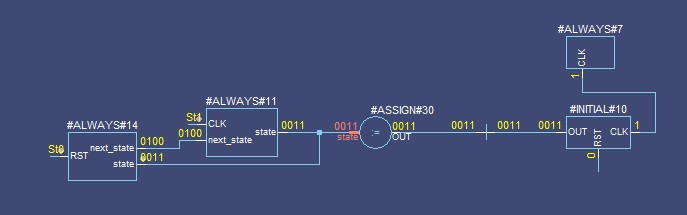 #ALWAYS#7
CLK
1
#ALWAYS#11
St1
CLK
0100
next_state
state
0011
#ALWAYS#14
St0
RST
next_state
0100
state
0011
#ASSIGN#30
0011
state
:=
0011
OUT
0011
0011
0011
#INITIAL#10
OUT
RST
CLK
1
0